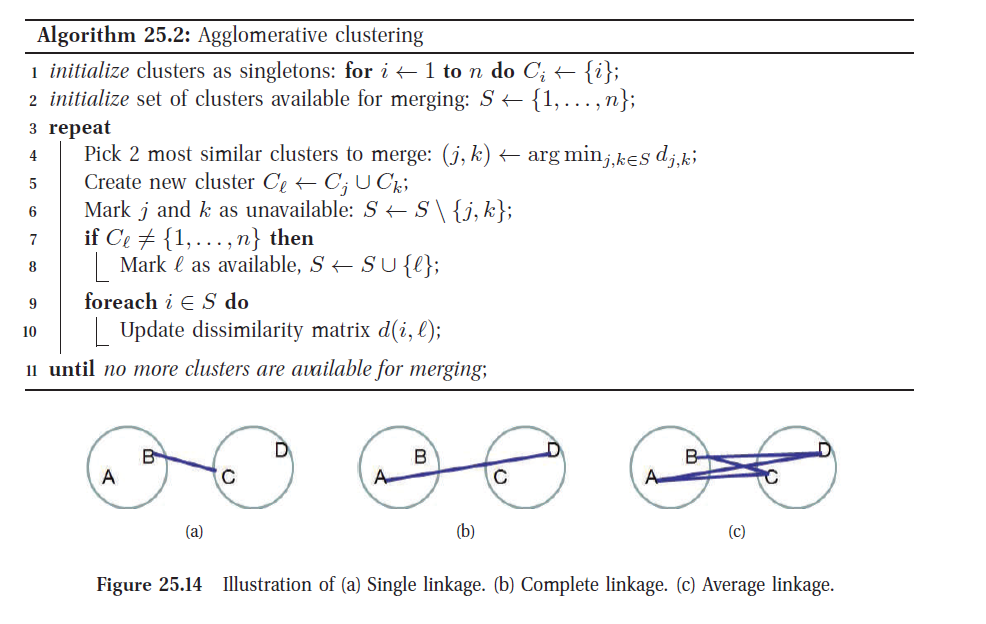 Algorithm 25.2: Agglomerative clustering
1 initialize clusters as singletons: for i ← 1 to n do C_i ← {i};
2 initialize set of clusters available for merging: S ← {1, . . . , n};
3 repeat
4 Pick 2 most similar clusters to merge: (j, k) ← arg min_{j,k∈S} d_{j,k};
5 Create new cluster C_ℓ ← C_j ∪ C_k;
6 Mark j and k as unavailable: S ← S \ {j, k};
7 if C_ℓ ≠ {1, . . . , n} then
8 Mark ℓ as available, S ← S ∪ {ℓ};
9 foreach i ∈ S do
10 Update dissimilarity matrix d(i, ℓ);
11 until no more clusters are available for merging;
A B C D
A B C D
A B C D
(a) (b) (c)
Figure 25.14 Illustration of (a) Single linkage. (b) Complete linkage. (c) Average linkage.